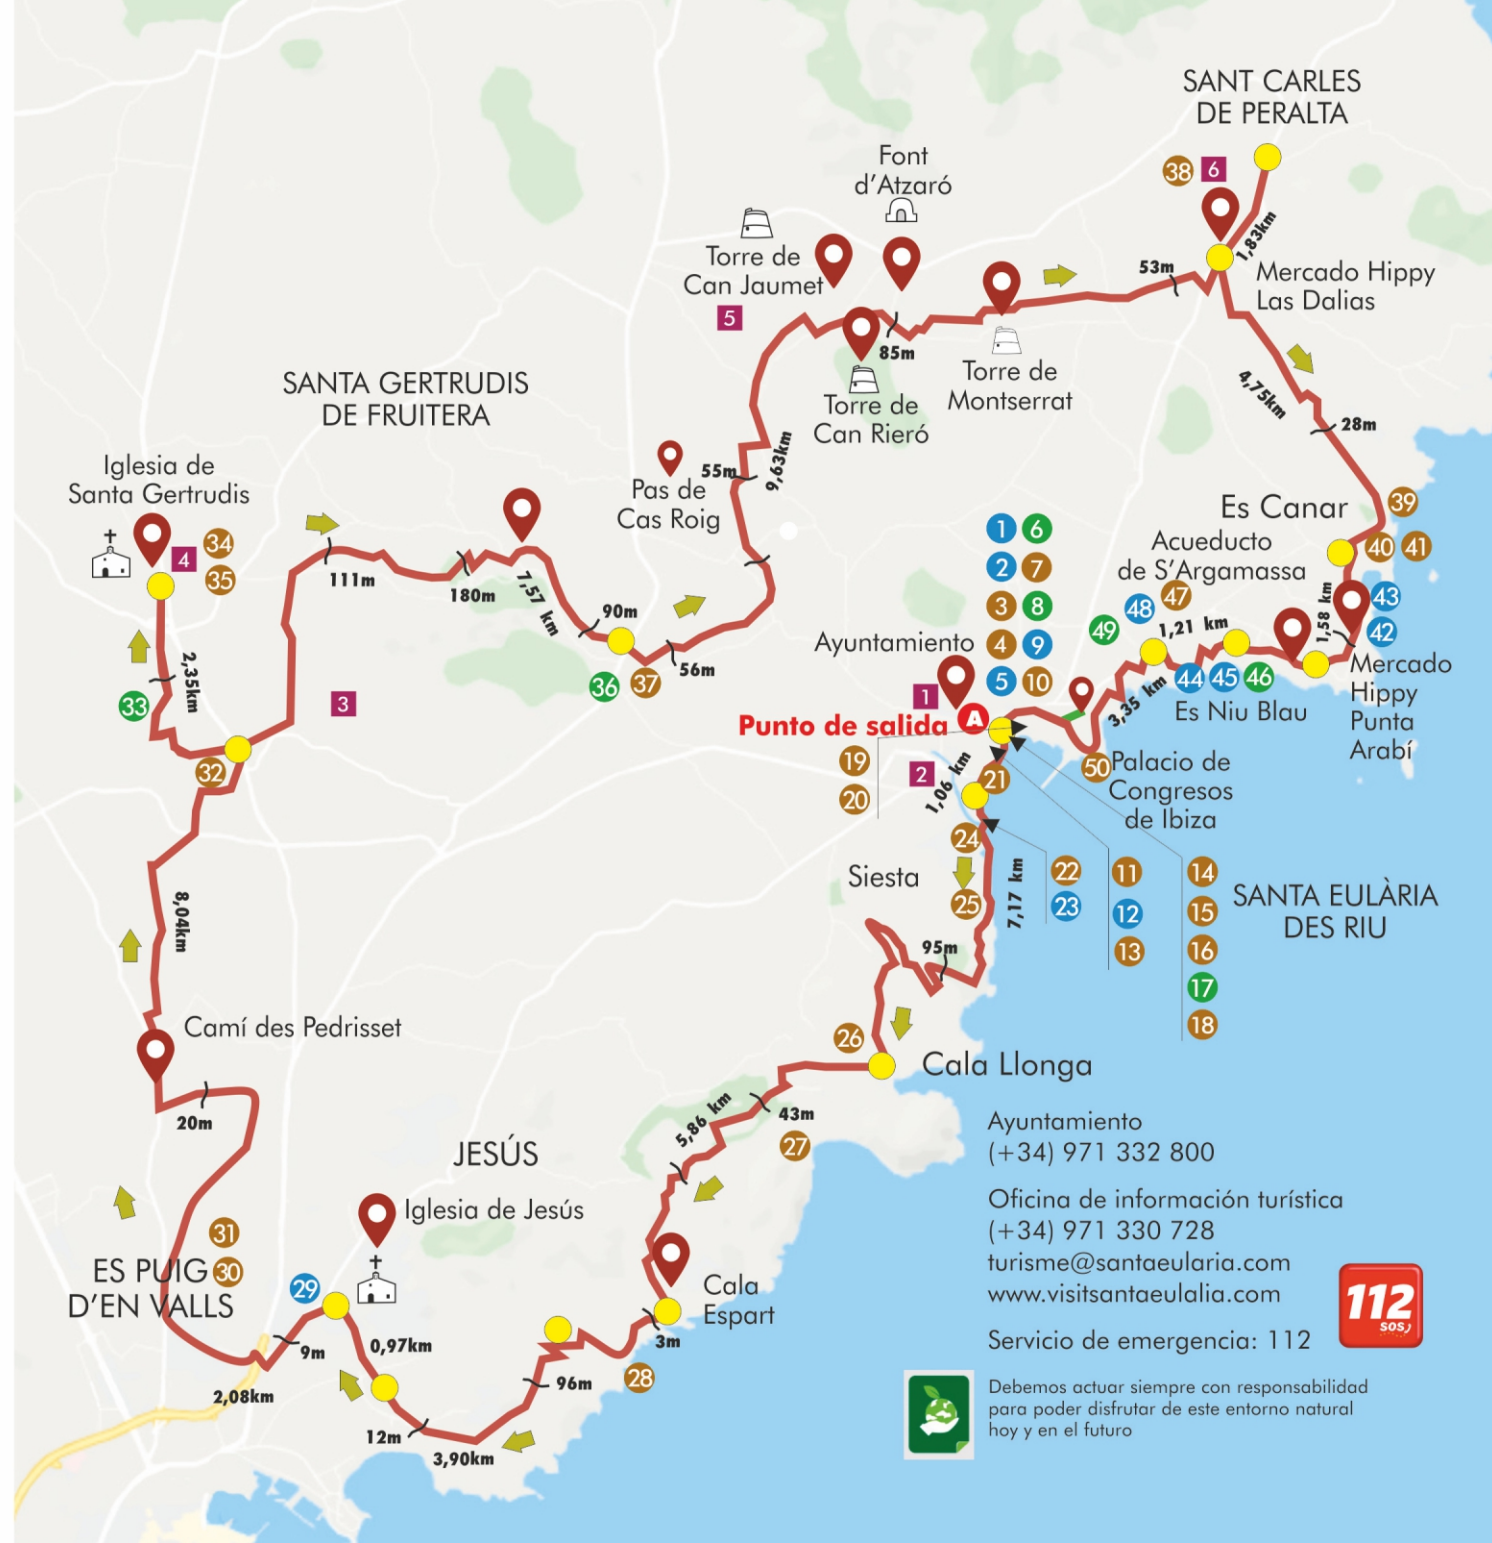 SANT CARLES
DE PERALTA
38
6
1,83km
Font
d'Atzaró
Torre de
Can Jaumet
5
53m
Mercado Hippy
Las Dalias
85m
Torre de
Montserrat
Torre de
Can Rieró
4,75km
28m
SANTA GERTRUDIS
DE FRUITERA
Iglesia de
Santa Gertrudis
4
34
35
55m
9,63km
Pas de
Cas Roig
111m
180m
7,57 km
90m
56m
36
37
Es Canar
39
40
41
Acueducto
de S'Argamassa
1
6
2
7
3
8
4
9
5
10
49
48
47
1,21 km
1,58 km
43
42
Mercado
Hippy
Punta
Arabí
44
45
46
Es Niu Blau
3,35 km
Ayuntamiento
1
Punto de salida
A
33
2,35km
3
32
19
20
2
1,06 km
21
50
Palacio de
Congresos
de Ibiza
24
Siesta
25
7,17 km
22
23
11
12
13
14
15
16
17
18
SANTA EULÀRIA
DES RIU
8,04km
95m
Camí des Pedrisset
26
Cala Llonga
20m
5,86 km
43m
27
JESÚS
Iglesia de Jesús
31
30
ES PUIG
D'EN VALLS
29
Cala
Espart
3m
28
9m
0,97km
2,08km
96m
12m
3,90km
Ayuntamiento
(+34) 971 332 800
Oficina de información turística
(+34) 971 330 728
turisme@santaeularia.com
www.visitsantaeulalia.com
Servicio de emergencia: 112
112
SOS
Debemos actuar siempre con responsabilidad
para poder disfrutar de este entorno natural
hoy y en el futuro